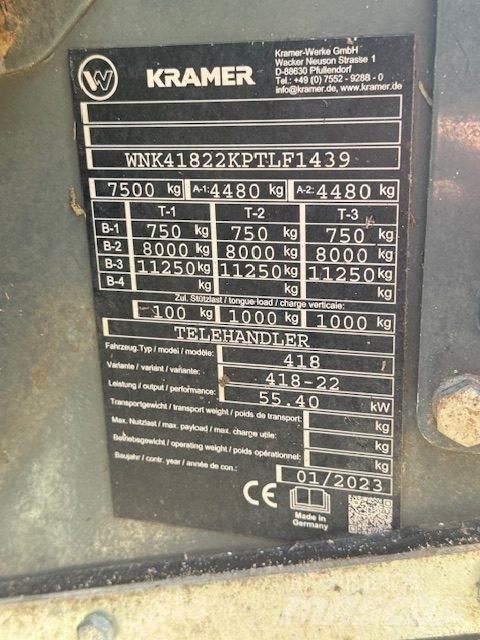 KRAMER
Kramer-Werke GmbH
Wacker Neuson Strasse 1
D-88630 Pfullendorf
Tel.: +49 (0) 7552 - 9288 - 0
info@kramer.de, www.kramer.de
WNK41822KPTLF1439
7500 kg A-1: 4480 kg A-2: 4480 kg
T-1 T-2 T-3
B-1 750 kg 750 kg 750 kg
B-2 8000 kg 8000 kg 8000 kg
B-3 11250 kg 11250 kg 11250 kg
B-4 kg kg kg
Zul. Stützlast / tongue load / charge verticale:
100 kg 1000 kg 1000 kg
TELEHANDLER
Fahrzeug.Typ / model / modèle: 418
Variante / variant / variante: 418-22
Leistung / output / performance: 55.40 kW
Transportgewicht / transport weight / poids de transport: kg
Max. Nutzlast / max. payload / max. charge utile: kg
Betriebsgewicht / operating weight / poids opérationnel: kg
Baujahr / contr. year / année de con.: 01/2023
CE
Made in
Germany